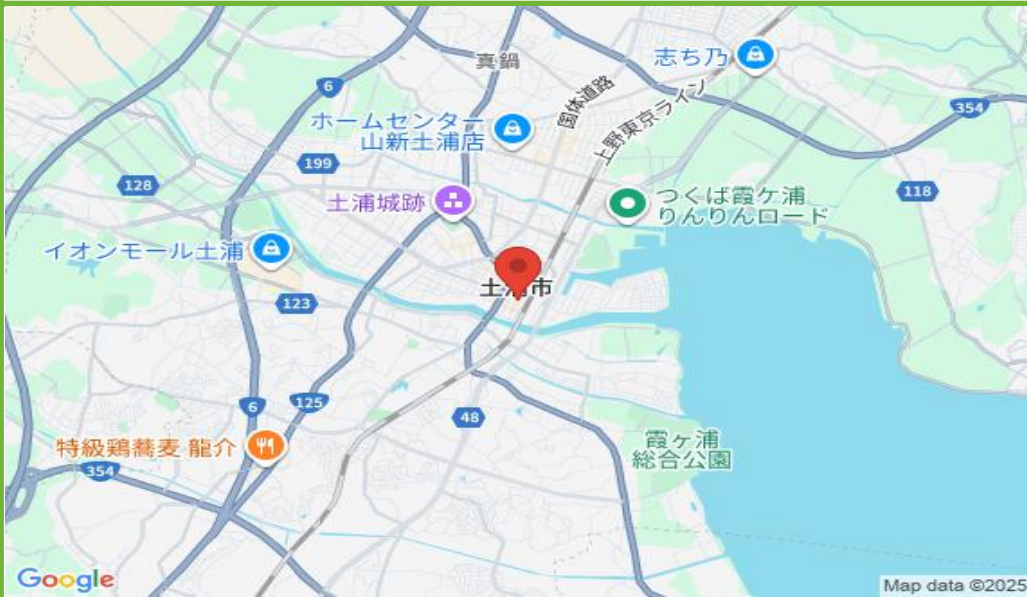 真鍋
志ち乃
6
国体道路
上野東京ライン
354
ホームセンター
山新土浦店
199
128
118
土浦城跡
つくば霞ケ浦
りんりんロード
イオンモール土浦
土浦市
123
125
6
48
特級鶏蕎麦 龍介
354
霞ヶ浦
総合公園
Google
Map data ©2025